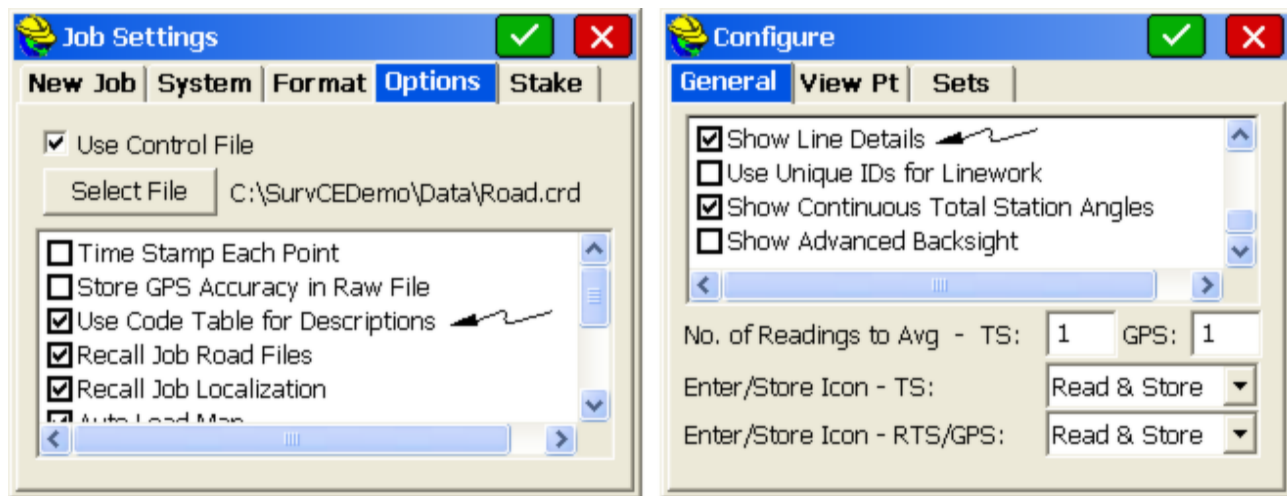 Job Settings
New Job System Format Options Stake
Use Control File
Select File C:\SurvCEDemo\Data\Road.crd
Time Stamp Each Point
Store GPS Accuracy in Raw File
Use Code Table for Descriptions
Recall Job Road Files
Recall Job Localization
Auto Load Map
Configure
General View Pt Sets
Show Line Details
Use Unique IDs for Linework
Show Continuous Total Station Angles
Show Advanced Backsight
No. of Readings to Avg - TS: 1 GPS: 1
Enter/Store Icon - TS: Read & Store
Enter/Store Icon - RTS/GPS: Read & Store